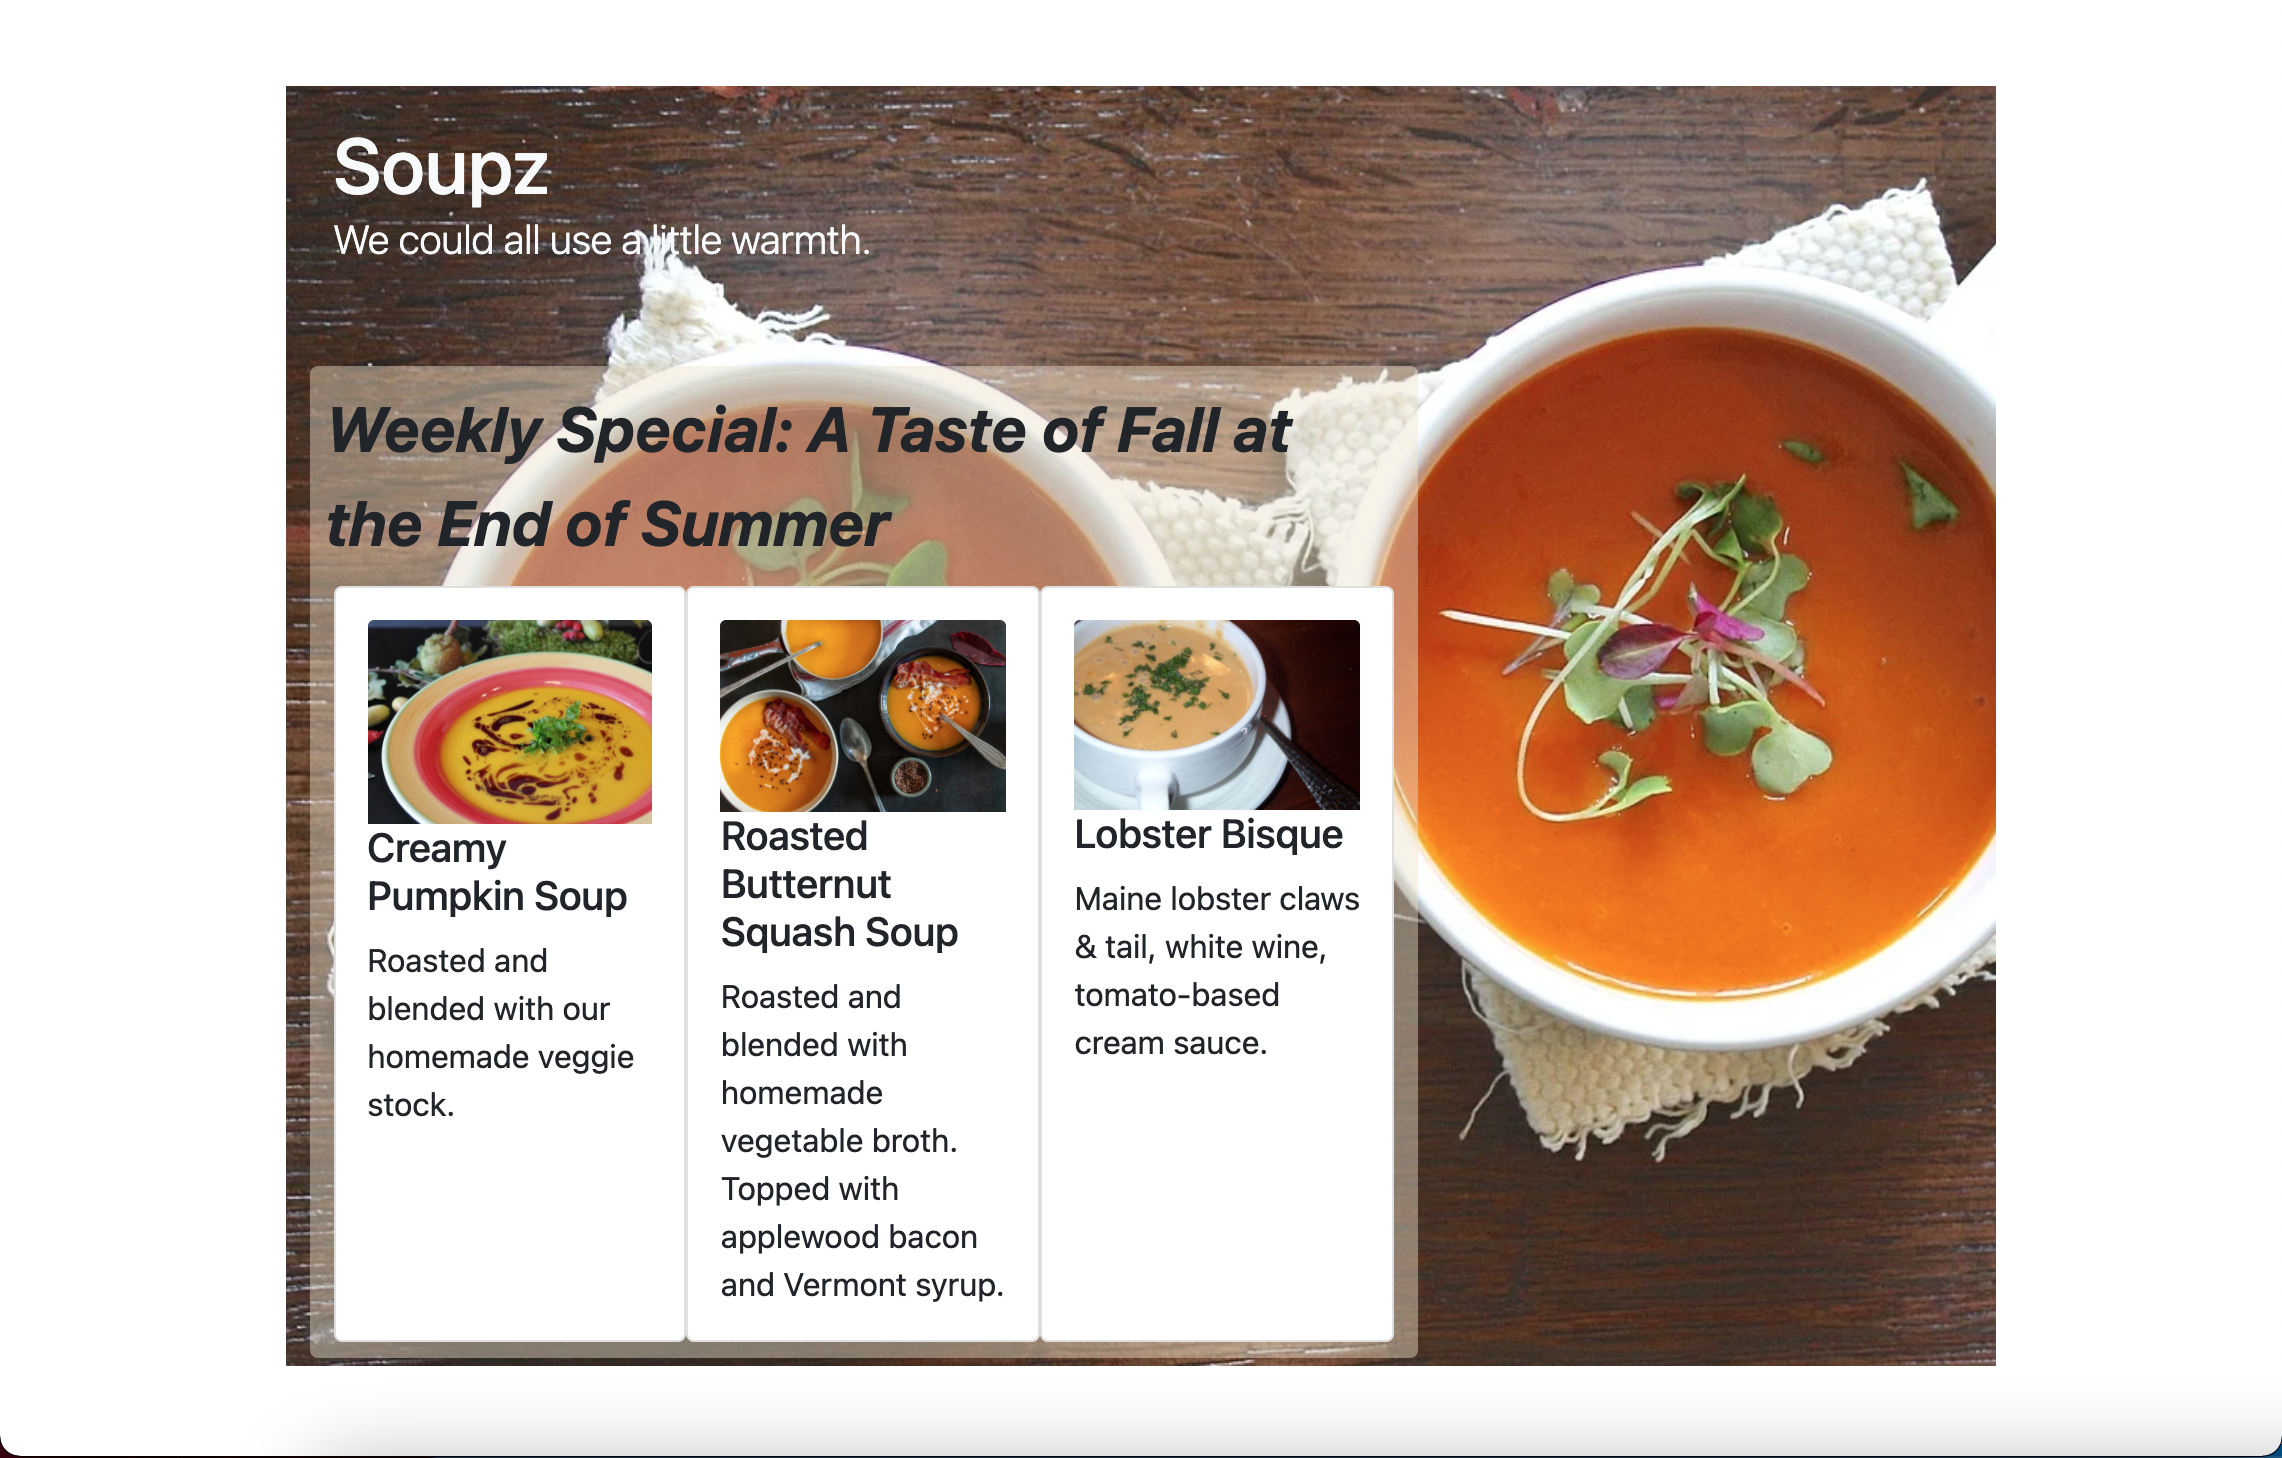 Soupz
We could all use a little warmth.
Weekly Special: A Taste of Fall at
the End of Summer
Creamy
Pumpkin Soup
Roasted and
blended with our
homemade veggie
stock.
Roasted
Butternut
Squash Soup
Roasted and
blended with
homemade
vegetable broth.
Topped with
applewood bacon
and Vermont syrup.
Lobster Bisque
Maine lobster claws
& tail, white wine,
tomato-based
cream sauce.